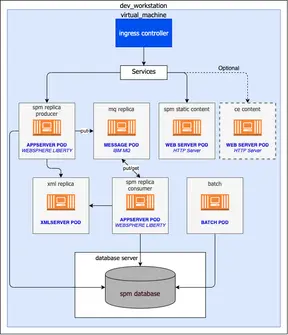 dev_workstation
virtual_machine
ingress controller
Services
Optional
spm replica
producer
APPSERVER POD
WEBSPHERE LIBERTY
put
mq replica
MESSAGE POD
IBM MQ
spm static content
WEB SERVER POD
HTTP Server
ce content
WEB SERVER POD
HTTP Server
put/get
xml replica
XMLSERVER POD
spm replica
consumer
APPSERVER POD
WEBSPHERE LIBERTY
batch
BATCH POD
database server
spm database